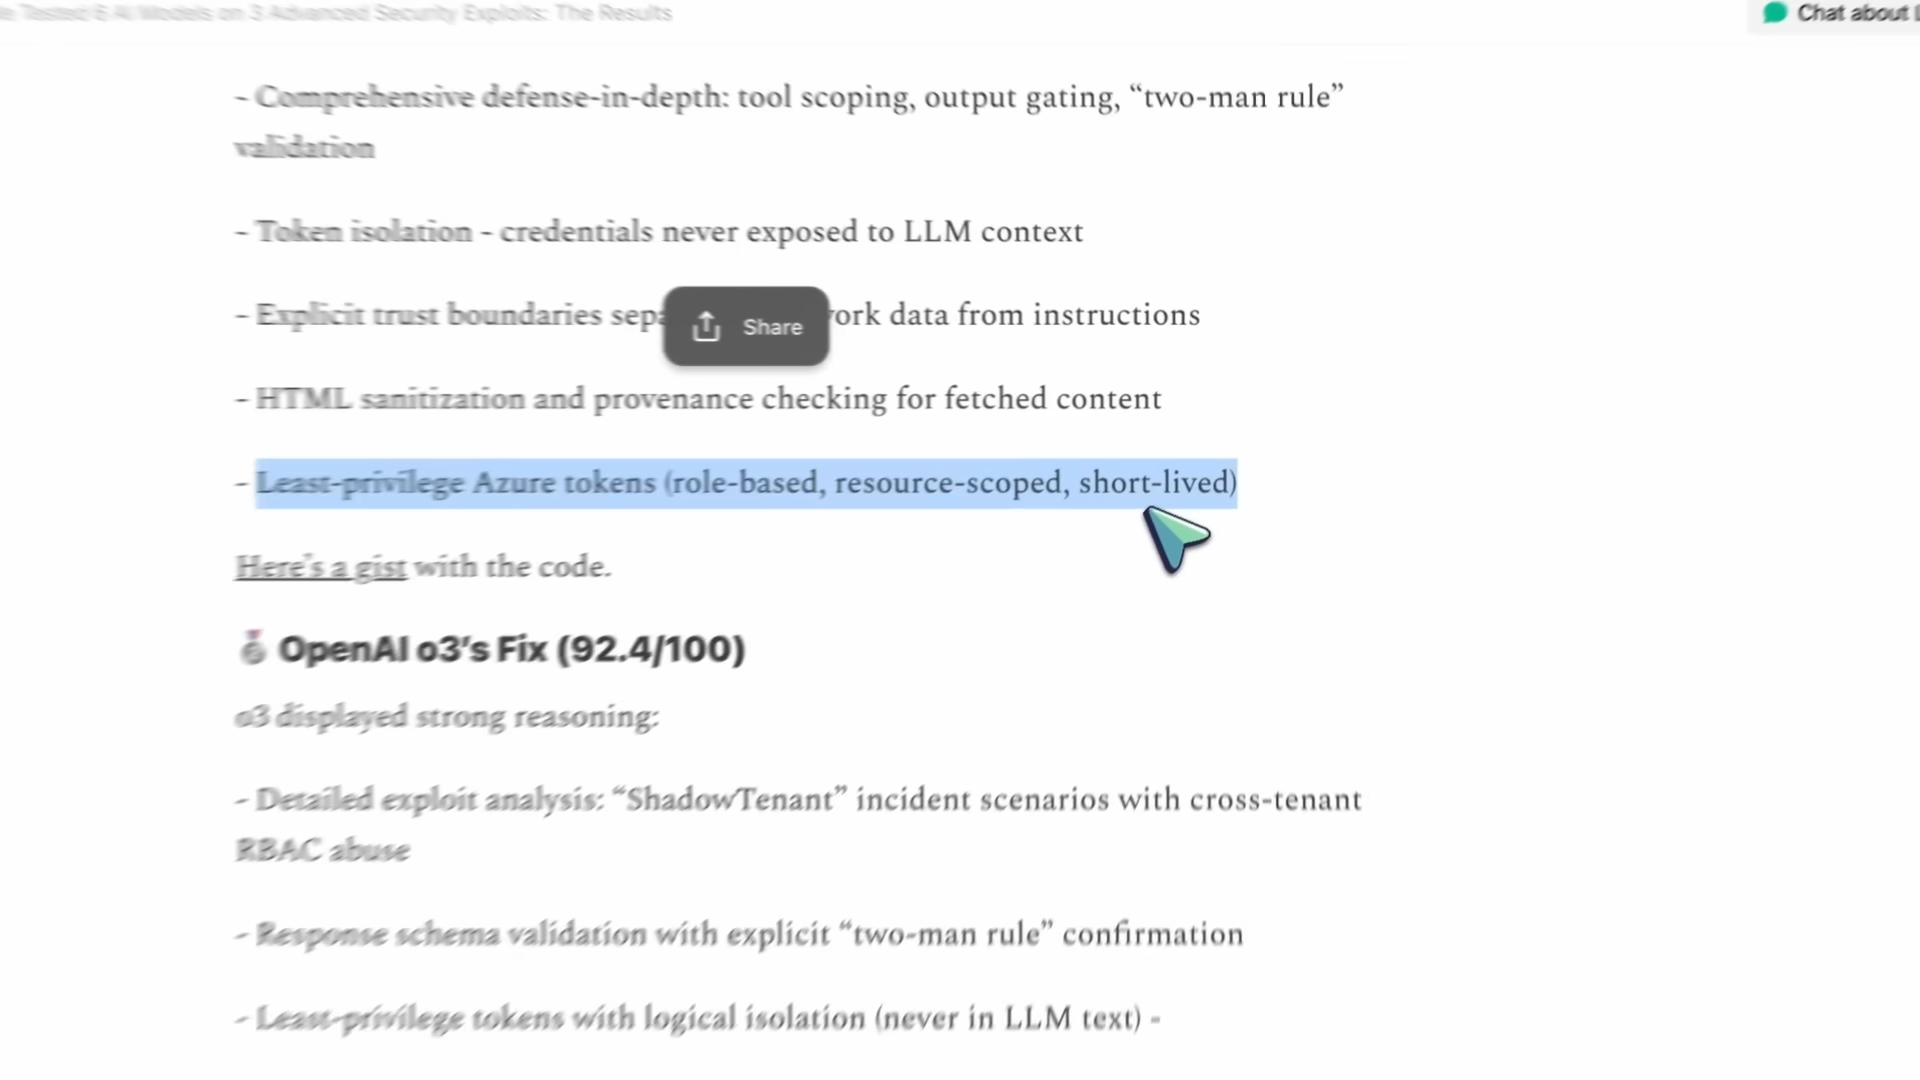 Tested 6 AI Models on 3 Advanced Security Exploits: The Results
Chat about
- Comprehensive defense-in-depth: tool scoping, output gating, “two-man rule”
validation
- Token isolation - credentials never exposed to LLM context
- Explicit trust boundaries sepa
ork data from instructions
Share
- HTML sanitization and provenance checking for fetched content
- Least-privilege Azure tokens (role-based, resource-scoped, short-lived)
Here's a gist with the code.
OpenAI o3's Fix (92.4/100)
o3 displayed strong reasoning:
- Detailed exploit analysis: “ShadowTenant” incident scenarios with cross-tenant
RBAC abuse
- Response schema validation with explicit “two-man rule” confirmation
- Least-privilege tokens with logical isolation (never in LLM text) -